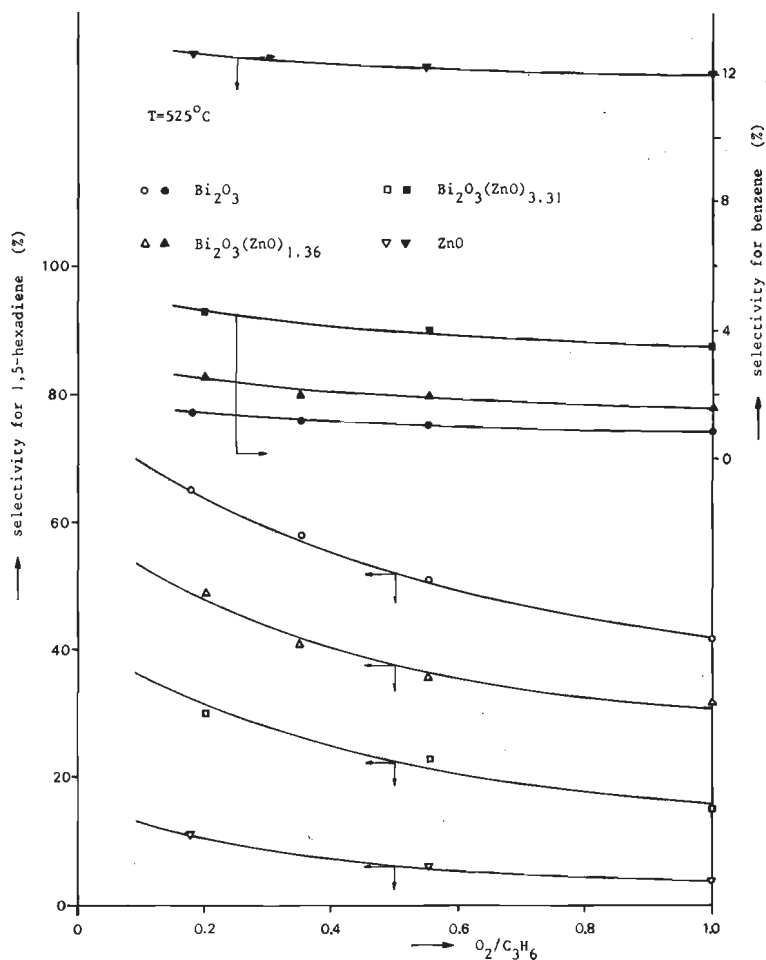 T=525°C
○ ● Bi₂O₃
□ ■ Bi₂O₃(ZnO)₃.₃₁
△ ▲ Bi₂O₃(ZnO)₁.₃₆
▽ ▼ ZnO
selectivity for 1,5-hexadiene (%)
100
80
60
40
20
0
selectivity for benzene (%)
12
8
4
0
0
0.2
0.4
0.6
0.8
1.0
O₂/C₃H₆